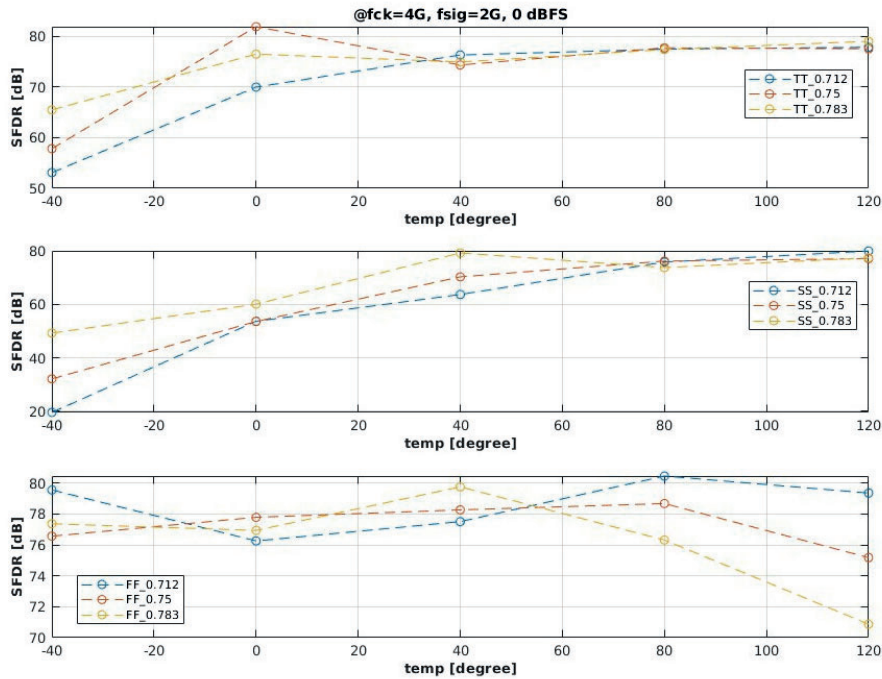 @fck=4G, fsig=2G, 0 dBFS
SFDR [dB]
80
70
60
50
-40
-20
0
20
40
60
80
100
120
temp [degree]
TT_0.712
TT_0.75
TT_0.783
SFDR [dB]
80
60
40
20
-40
-20
0
20
40
60
80
100
120
temp [degree]
SS_0.712
SS_0.75
SS_0.783
SFDR [dB]
80
78
76
74
72
70
-40
-20
0
20
40
60
80
100
120
temp [degree]
FF_0.712
FF_0.75
FF_0.783